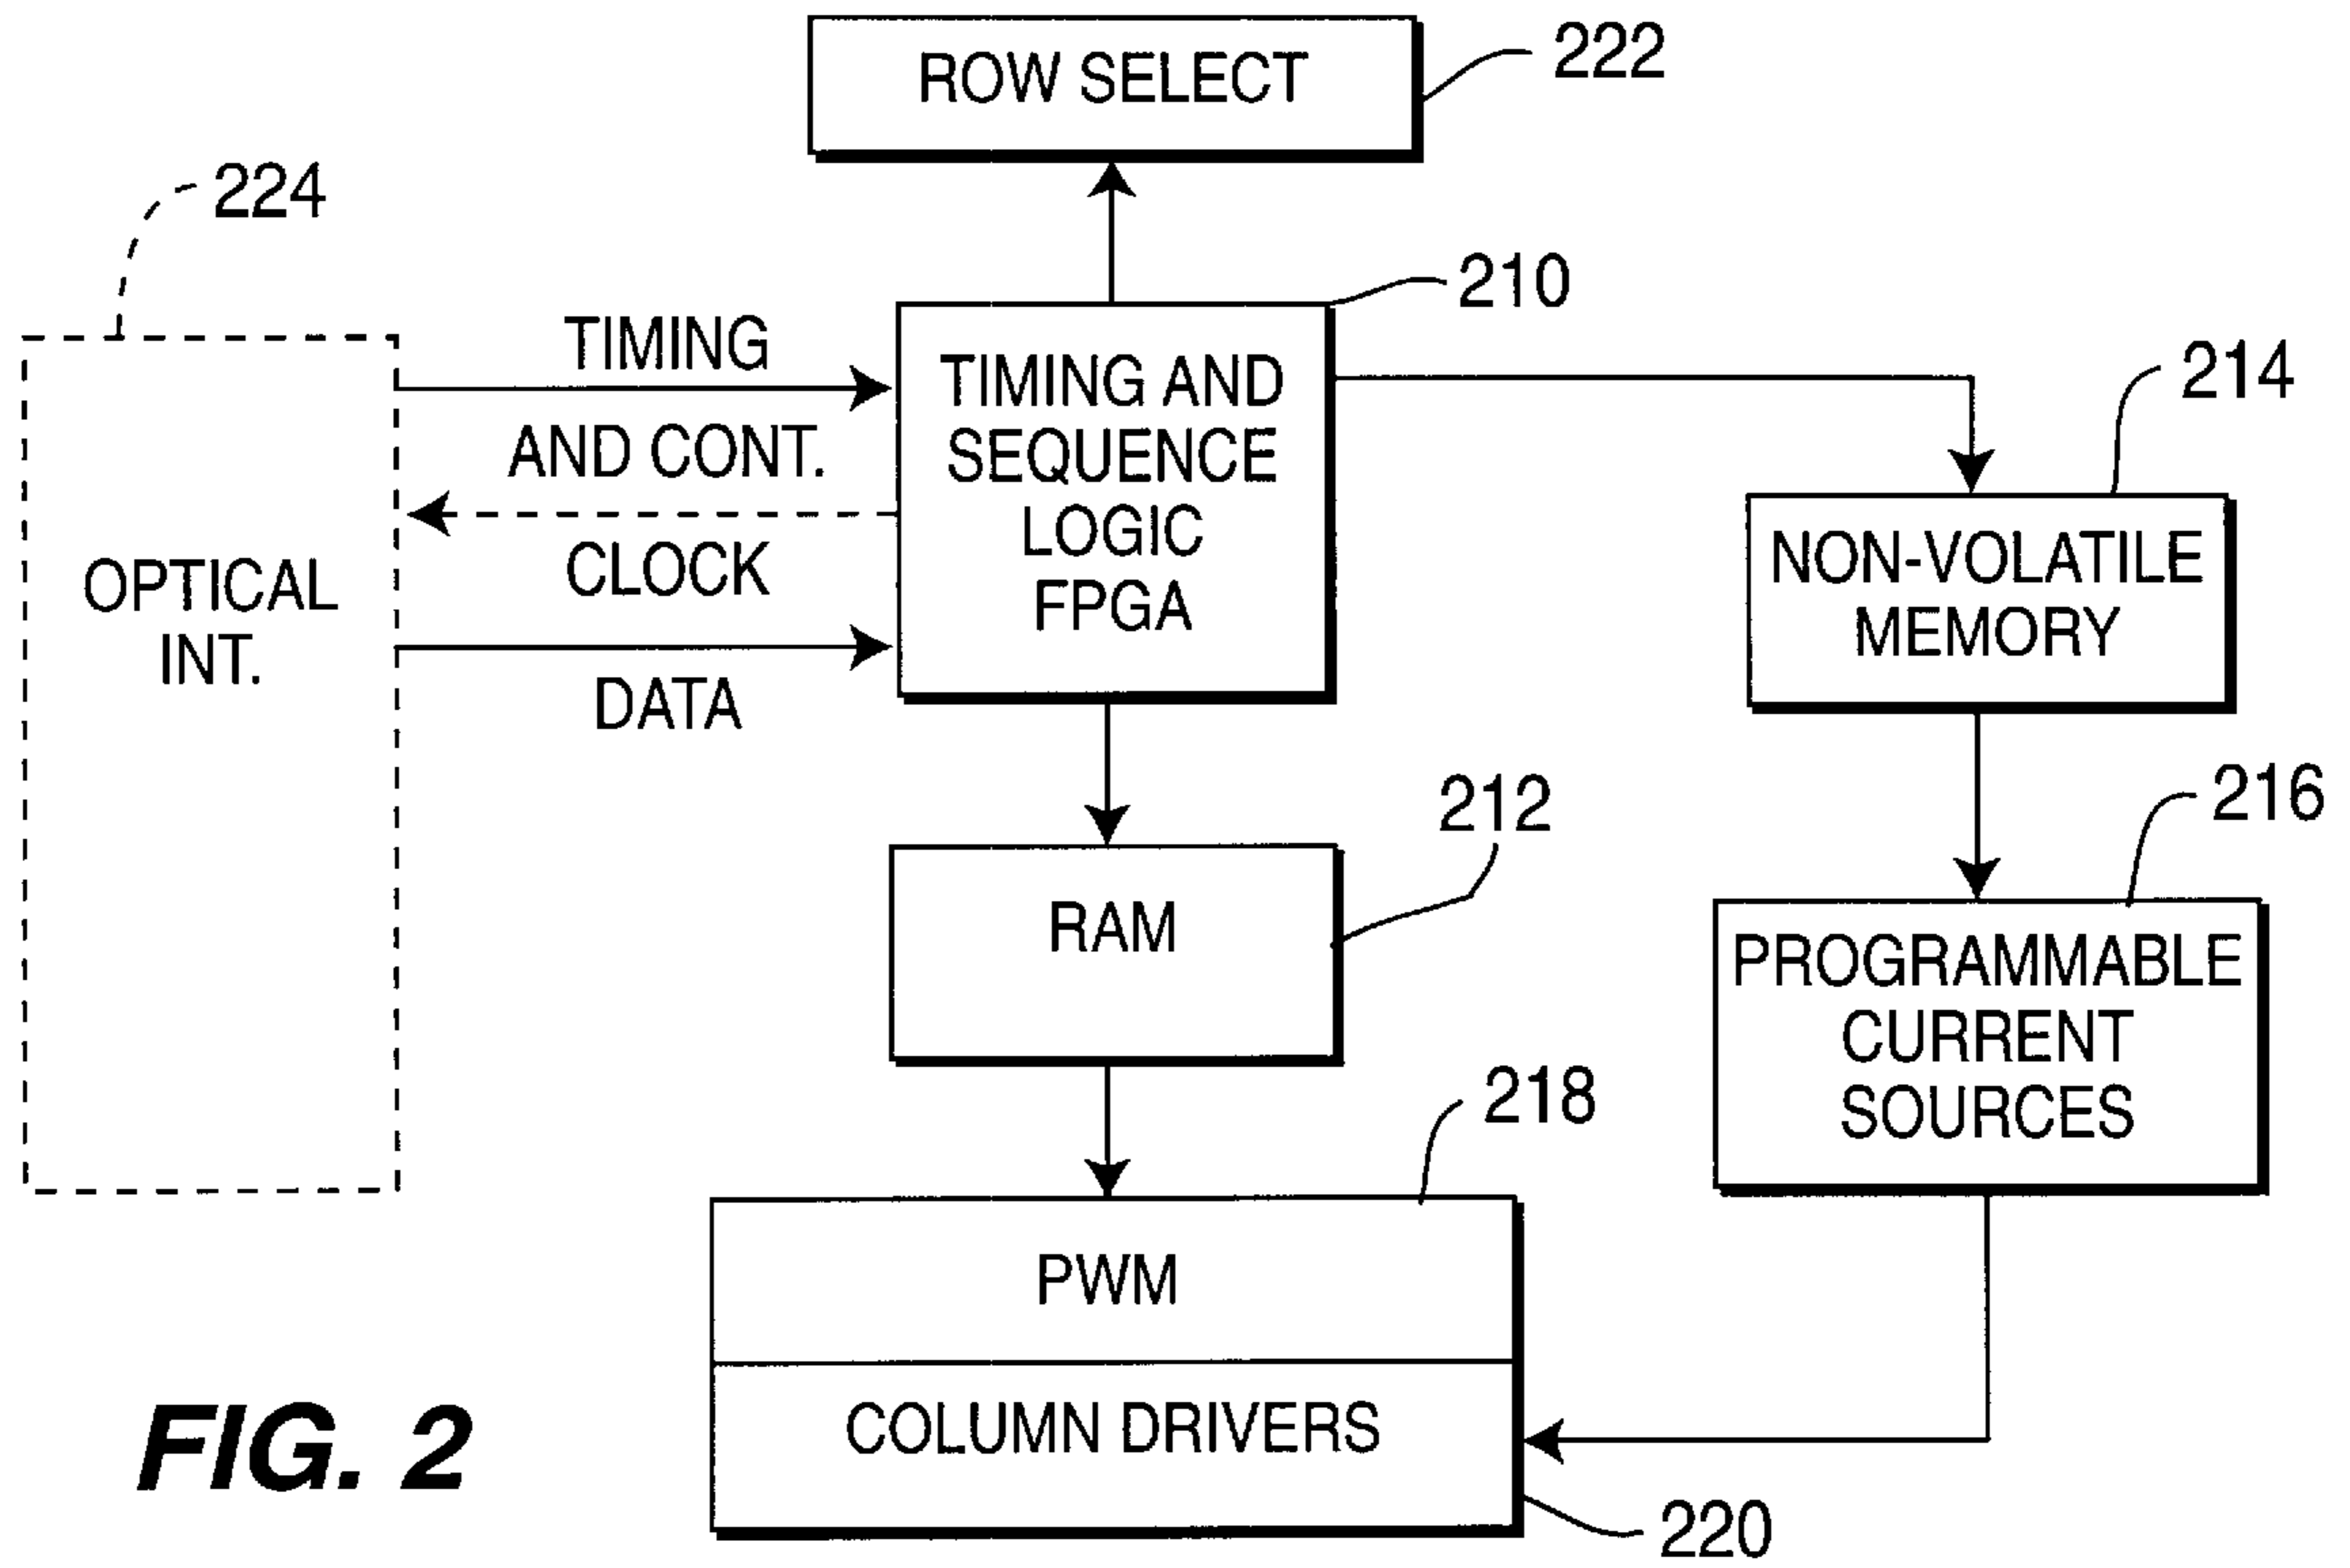 ROW SELECT
222
224
210
TIMING
AND CONT.
CLOCK
DATA
TIMING AND
SEQUENCE
LOGIC
FPGA
214
OPTICAL
INT.
NON-VOLATILE
MEMORY
212
216
RAM
PROGRAMMABLE
CURRENT
SOURCES
218
PWM
COLUMN DRIVERS
220
FIG. 2